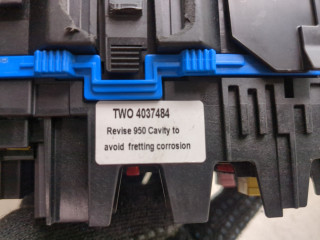 TWO 4037484
Revise 950 Cavity to
avoid fretting corrosion